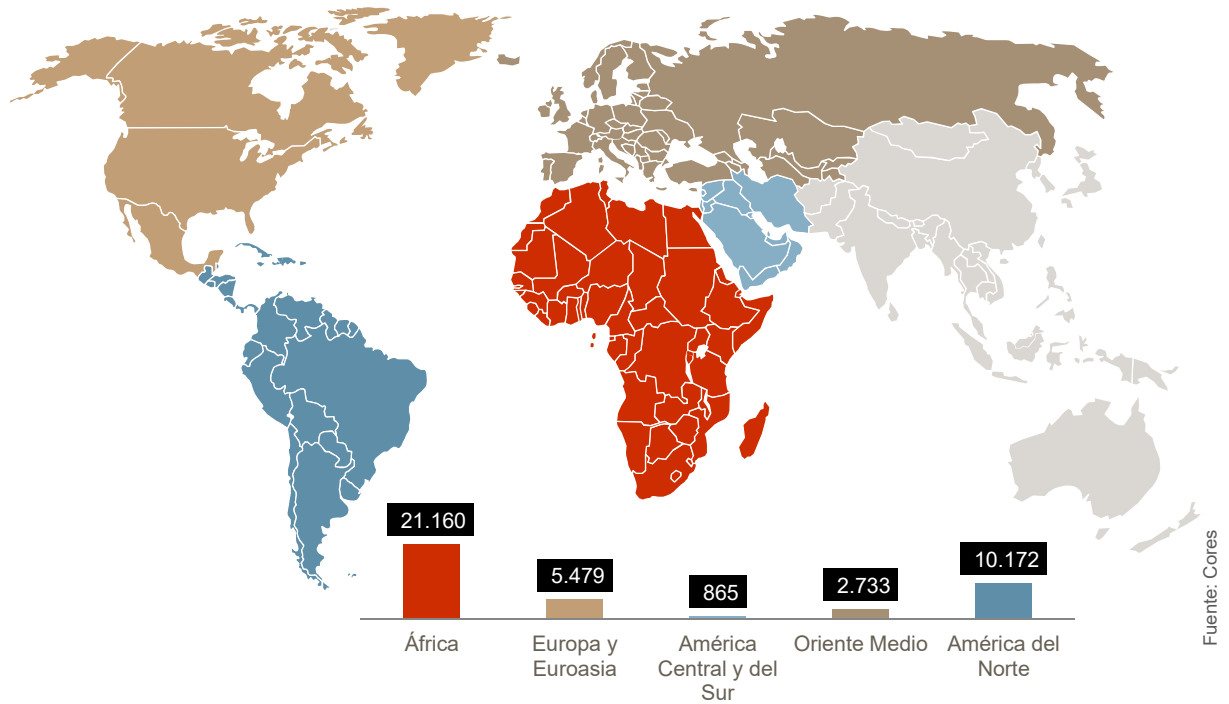 21.160
5.479
865
2.733
10.172
África
Europa y
Euroasia
América
Central y del
Sur
Oriente Medio
América del
Norte
Fuente: Cores